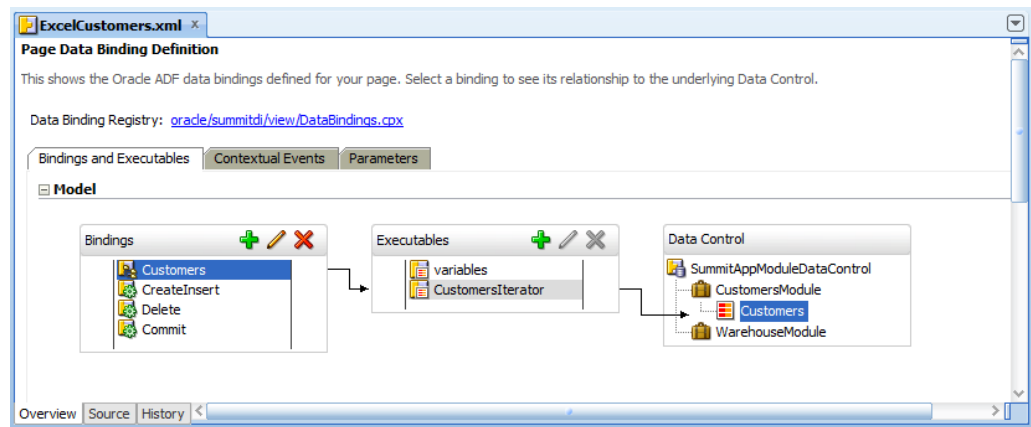 ExcelCustomers.xml x
Page Data Binding Definition
This shows the Oracle ADF data bindings defined for your page. Select a binding to see its relationship to the underlying Data Control.
Data Binding Registry: oracle/summitdi/view/DataBindings.cpx
Bindings and Executables Contextual Events Parameters
Model
Bindings Executables Data Control
Customers
CreateInsert
Delete
Commit
variables
CustomersIterator
SummitAppModuleDataControl
CustomersModule
Customers
WarehouseModule
Overview Source History